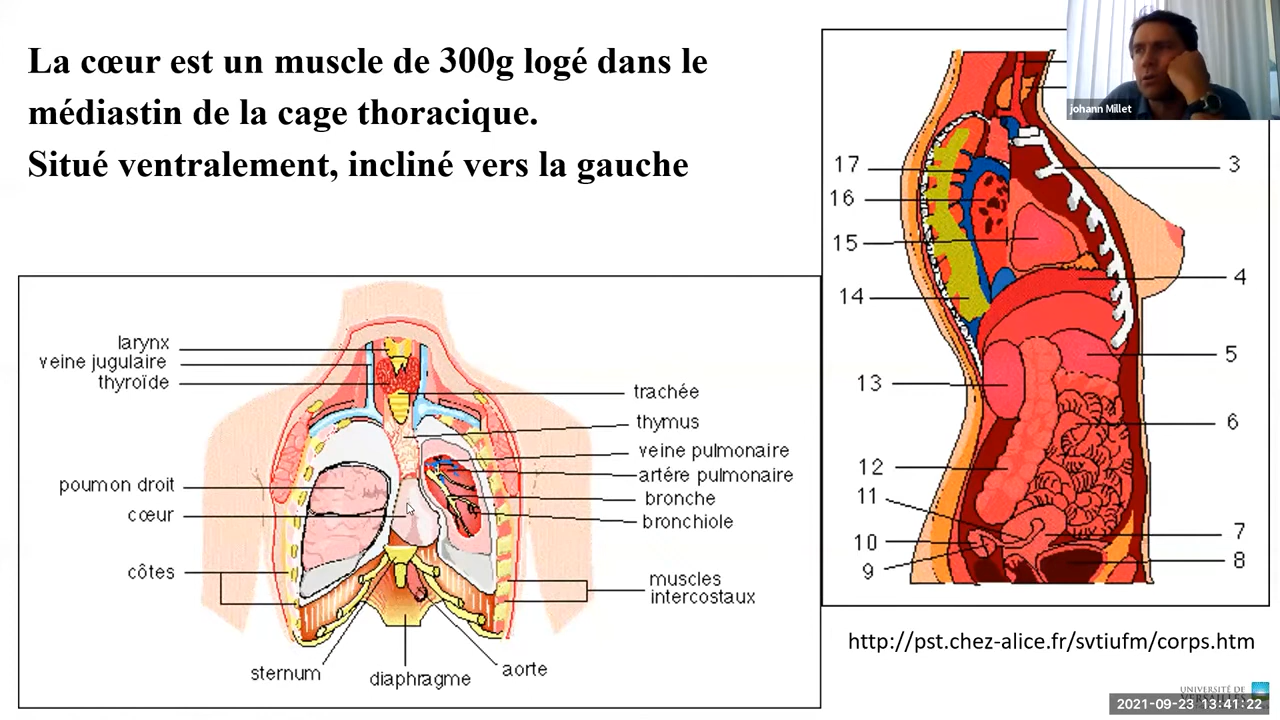 La cœur est un muscle de 300g logé dans le
médiastin de la cage thoracique.
Situé ventralement, incliné vers la gauche
johann Millet
larynx
veine jugulaire
thyroïde
poumon droit
cœur
côtes
sternum
diaphragme
aorte
trachée
thymus
veine pulmonaire
artére pulmonaire
bronche
bronchiole
muscles
intercostaux
17
16
15
14
13
12
11
10
9
3
4
5
6
7
8
http://pst.chez-alice.fr/svtiufm/corps.htm
UNIVERSITÉ DE
2021-09-23 13:41:22